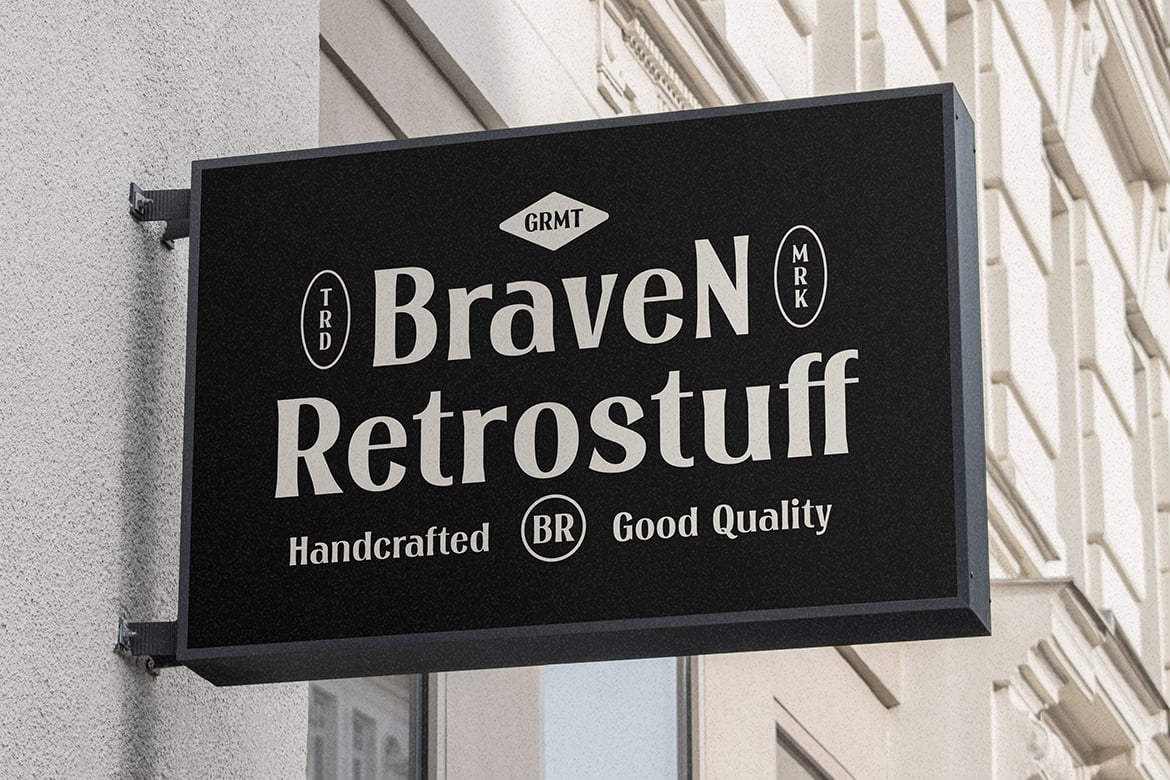 GRMT
TRD BraveN MRK
Retrostuff
Handcrafted BR Good Quality